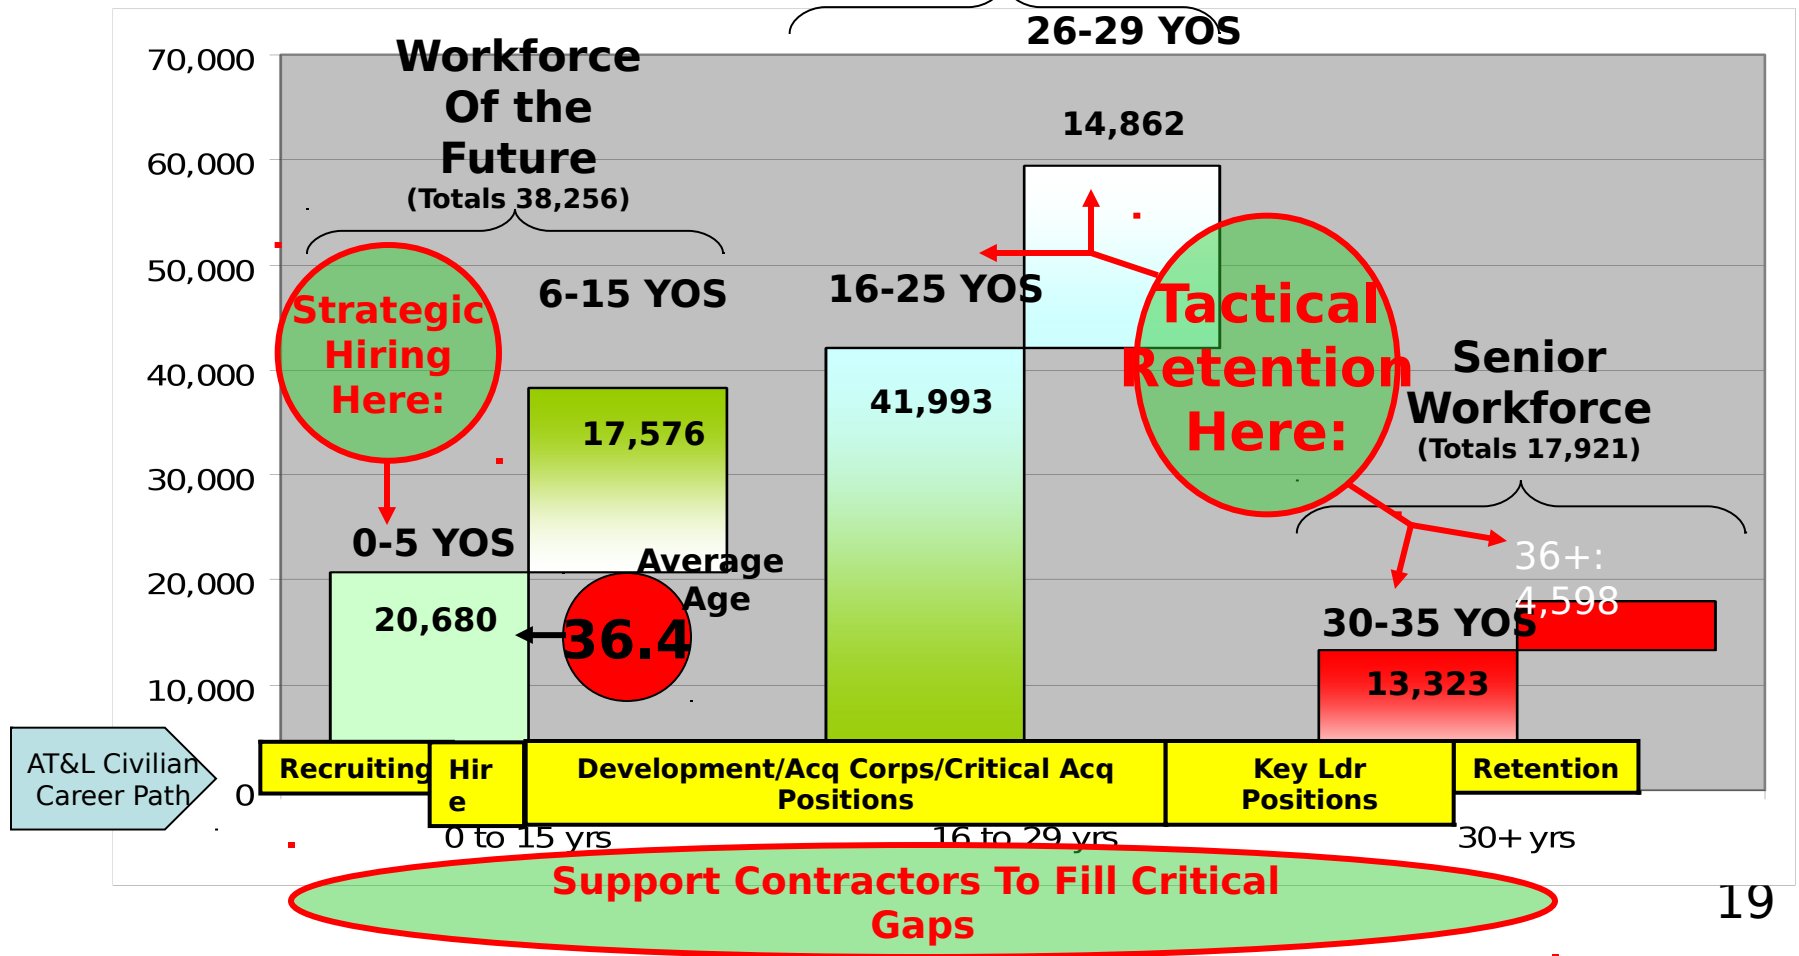 26-29 YOS
70,000
60,000
50,000
40,000
30,000
20,000
10,000
0
Workforce
Of the
Future
(Totals 38,256)
14,862
6-15 YOS
16-25 YOS
Strategic
Hiring
Here:
Tactical
Retention
Here:
Senior
Workforce
(Totals 17,921)
17,576
41,993
0-5 YOS
Average
Age
36+:
4,598
20,680
36.4
30-35 YOS
13,323
AT&L Civilian
Career Path
Recruiting
Hir
e
Development/Acq Corps/Critical Acq
Positions
Key Ldr
Positions
Retention
0 to 15 yrs
16 to 29 yrs
30+ yrs
Support Contractors To Fill Critical
Gaps
19